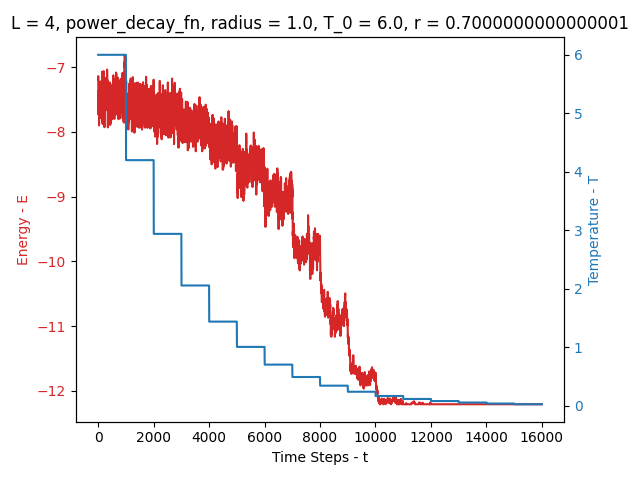 L = 4, power_decay_fn, radius = 1.0, T_0 = 6.0, r = 0.7000000000000001
−7
−8
−9
−10
−11
−12
Energy - E
6
5
4
3
2
1
0
Temperature - T
0 2000 4000 6000 8000 10000 12000 14000 16000
Time Steps - t